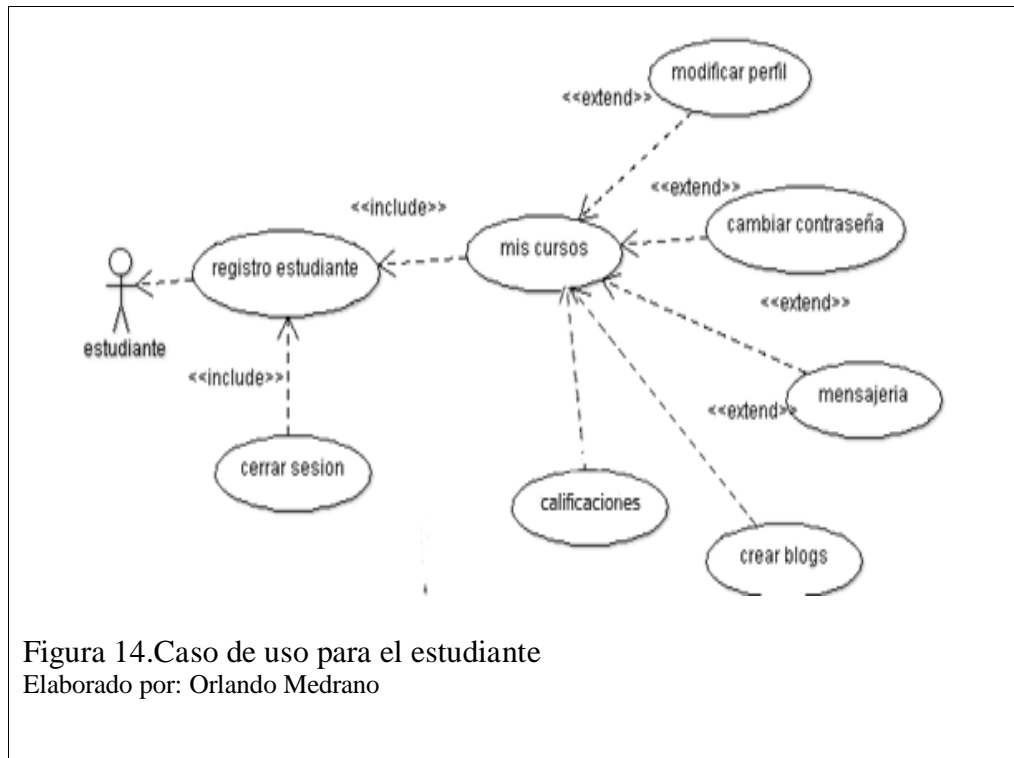 modificar perfil
<<extend>>
<<extend>>
cambiar contraseña
<<include>>
mis cursos
registro estudiante
<<extend>>
estudiante
<<include>>
mensajeria
<<extend>>
cerrar sesion
calificaciones
crear blogs
Figura 14.Caso de uso para el estudiante
Elaborado por: Orlando Medrano